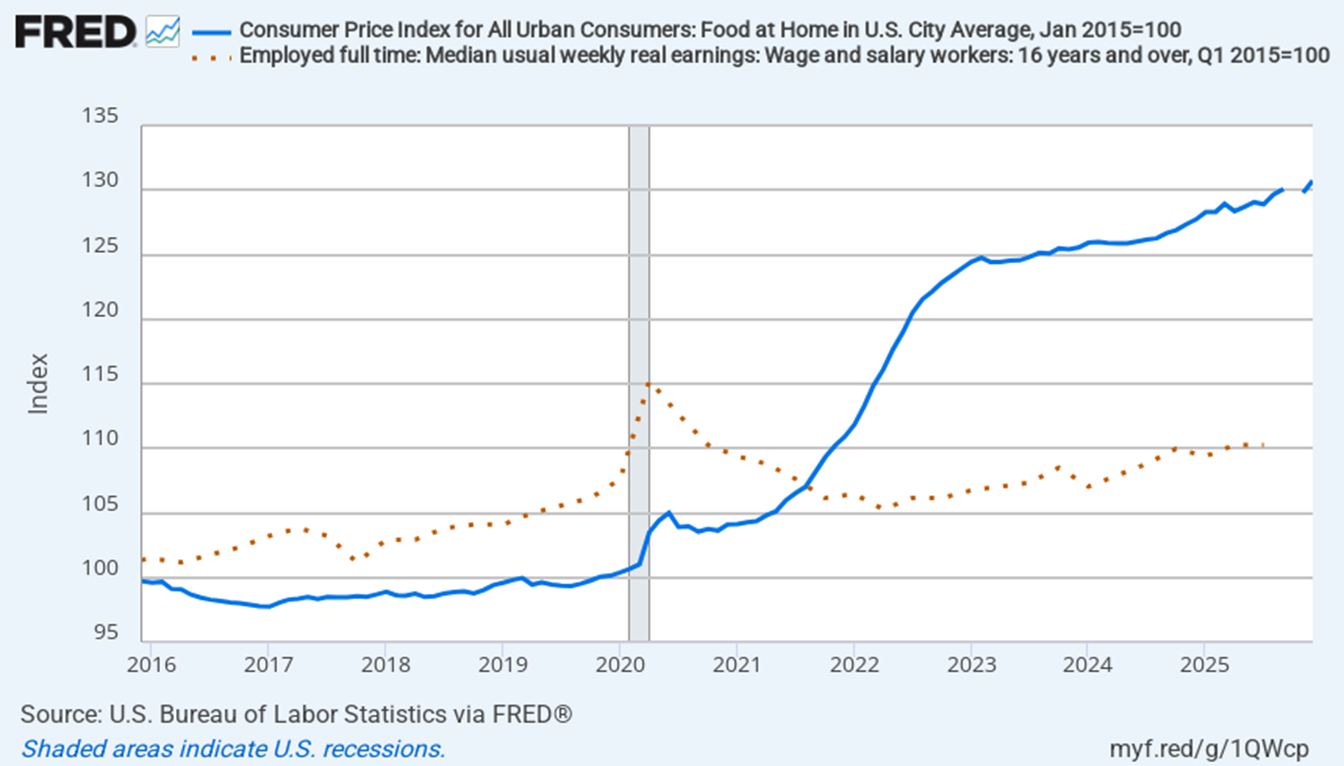 FRED
Consumer Price Index for All Urban Consumers: Food at Home in U.S. City Average, Jan 2015=100
Employed full time: Median usual weekly real earnings: Wage and salary workers: 16 years and over, Q1 2015=100
135
130
125
120
115
110
105
100
95
Index
2016 2017 2018 2019 2020 2021 2022 2023 2024 2025
Source: U.S. Bureau of Labor Statistics via FRED®
Shaded areas indicate U.S. recessions.
myf.red/g/1QWcp